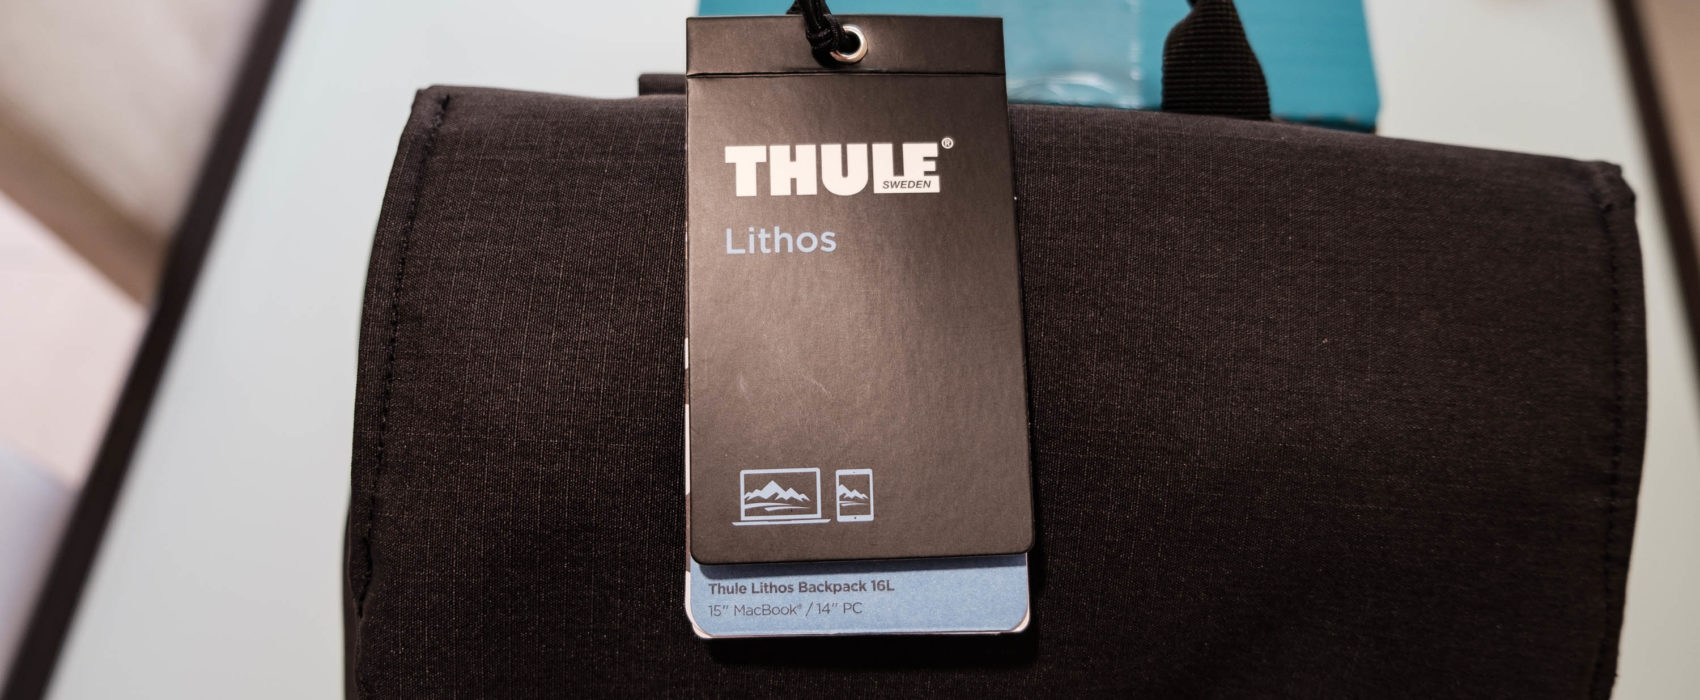 THULE®
SWEDEN
Lithos
Thule Lithos Backpack 16L
15" MacBook® / 14" PC